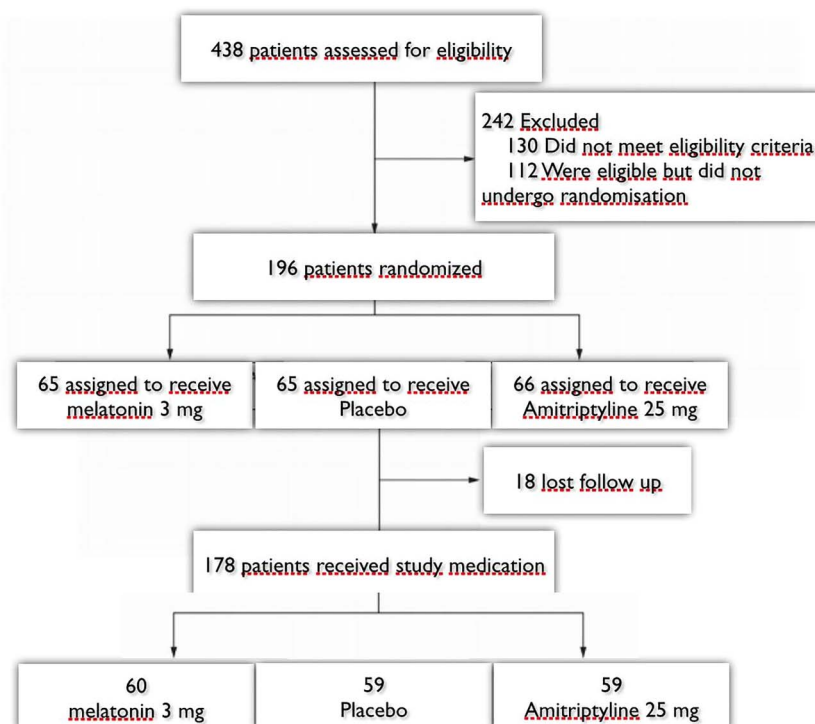 438 patients assessed for eligibility
242 Excluded
130 Did not meet eligibility criteria
112 Were eligible but did not
undergo randomisation
196 patients randomized
65 assigned to receive
melatonin 3 mg
65 assigned to receive
Placebo
66 assigned to receive
Amitriptyline 25 mg
18 lost follow up
178 patients received study medication
60
melatonin 3 mg
59
Placebo
59
Amitriptyline 25 mg